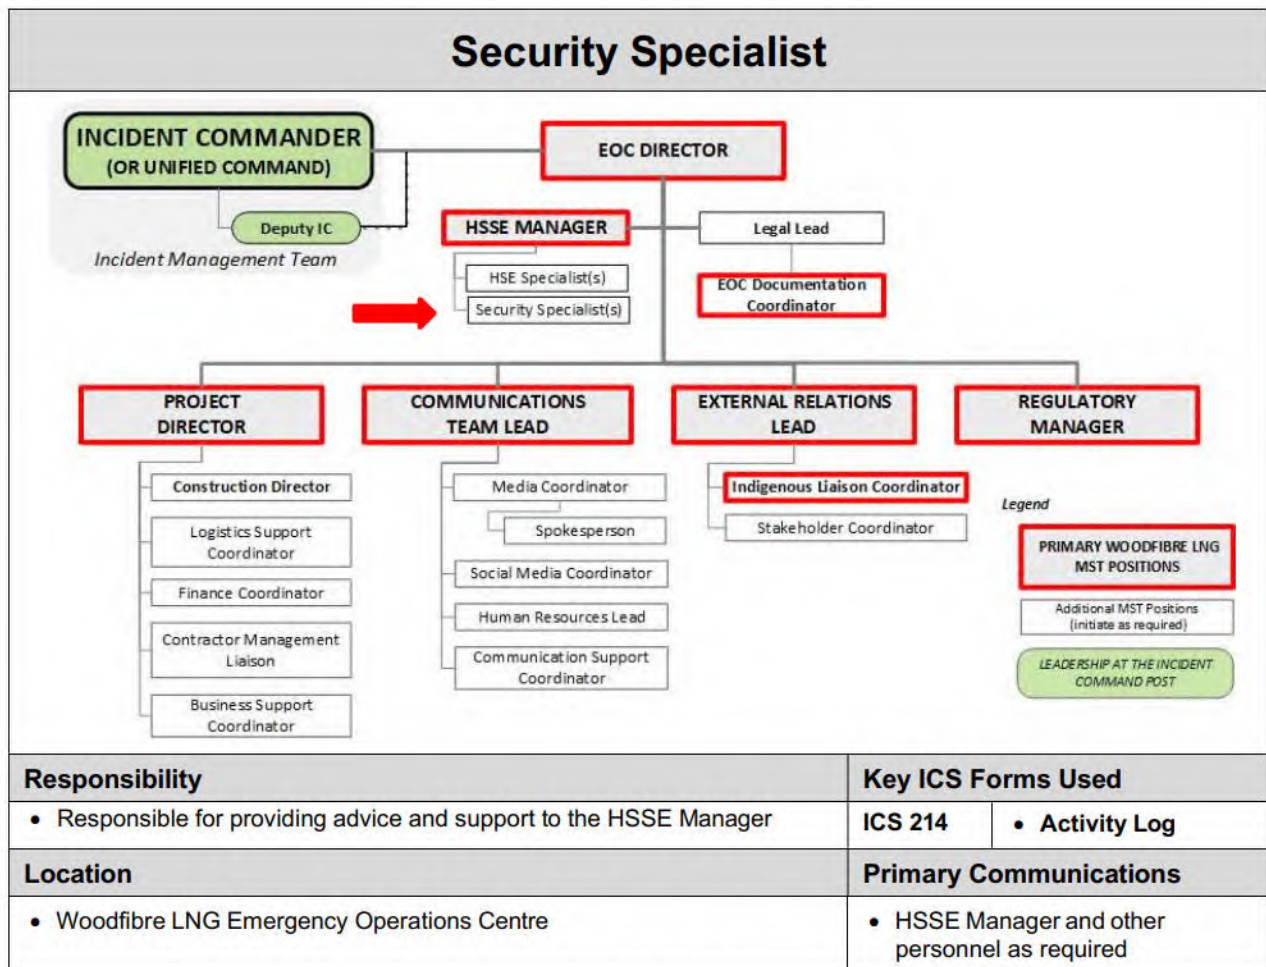 Security Specialist
INCIDENT COMMANDER
(OR UNIFIED COMMAND)
EOC DIRECTOR
Deputy IC
Incident Management Team
HSSE MANAGER
Legal Lead
HSE Specialist(s)
EOC Documentation
Coordinator
Security Specialist(s)
PROJECT
DIRECTOR
COMMUNICATIONS
TEAM LEAD
EXTERNAL RELATIONS
LEAD
REGULATORY
MANAGER
Construction Director
Logistics Support
Coordinator
Finance Coordinator
Contractor Management
Liaison
Business Support
Coordinator
Media Coordinator
Spokesperson
Social Media Coordinator
Human Resources Lead
Communication Support
Coordinator
Indigenous Liaison Coordinator
Stakeholder Coordinator
Legend
PRIMARY WOODFIBRE LNG
MST POSITIONS
Additional MST Positions
(initiate as required)
LEADERSHIP AT THE INCIDENT
COMMAND POST
Responsibility
Key ICS Forms Used
• Responsible for providing advice and support to the HSSE Manager
ICS 214
• Activity Log
Location
Primary Communications
• Woodfibre LNG Emergency Operations Centre
• HSSE Manager and other
personnel as required